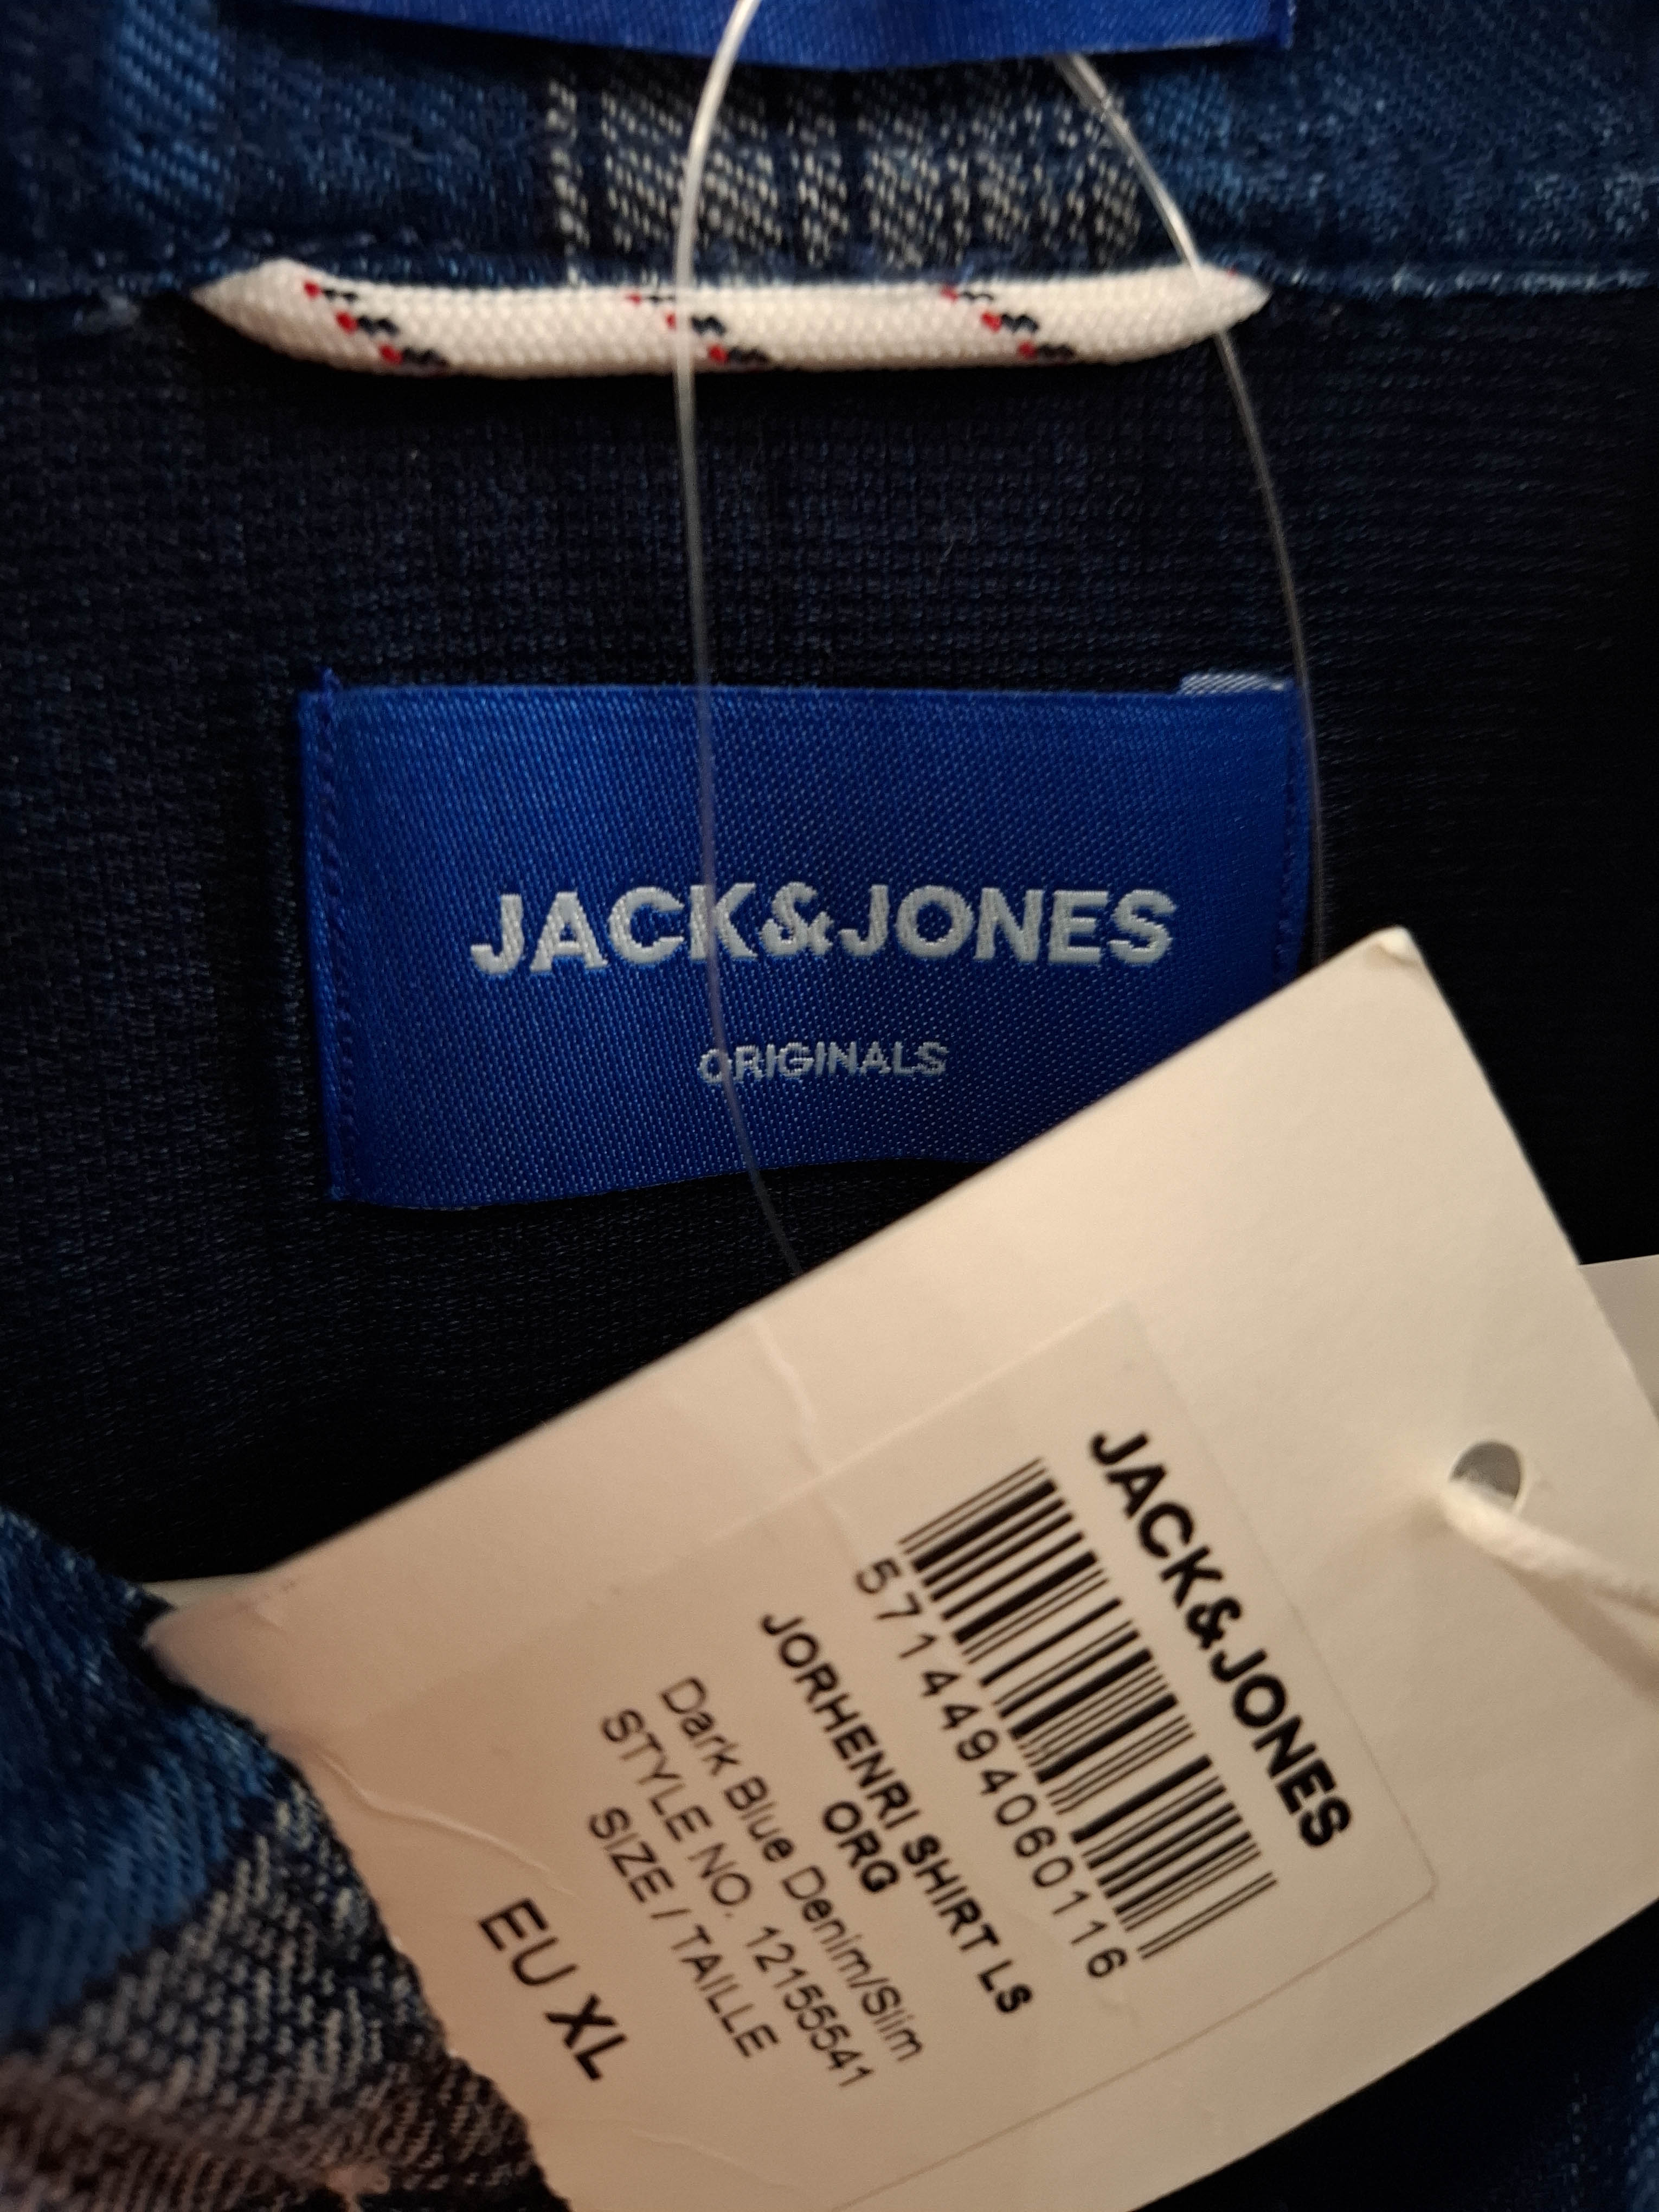 JACK&JONES
ORIGINALS
JACK&JONES
5714494060116
JORHENRI SHIRT LS
ORG
Dark Blue Denim/Slim
STYLE NO. 12155541
SIZE / TAILLE
EU XL